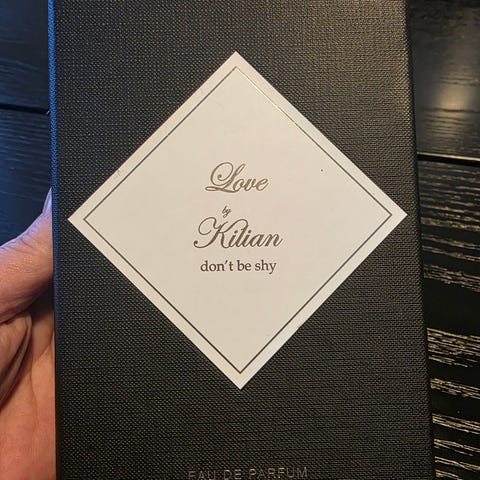 Love
by
Kilian
don't be shy
EAU DE PARFUM